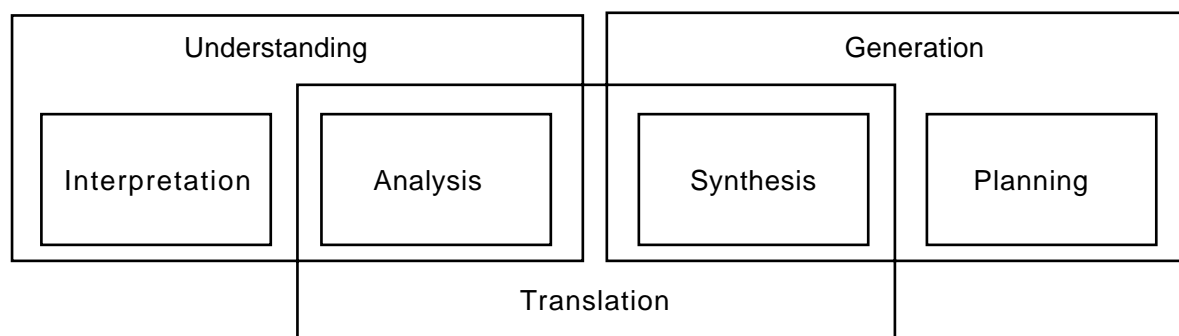 Understanding
Generation
Interpretation
Analysis
Synthesis
Planning
Translation